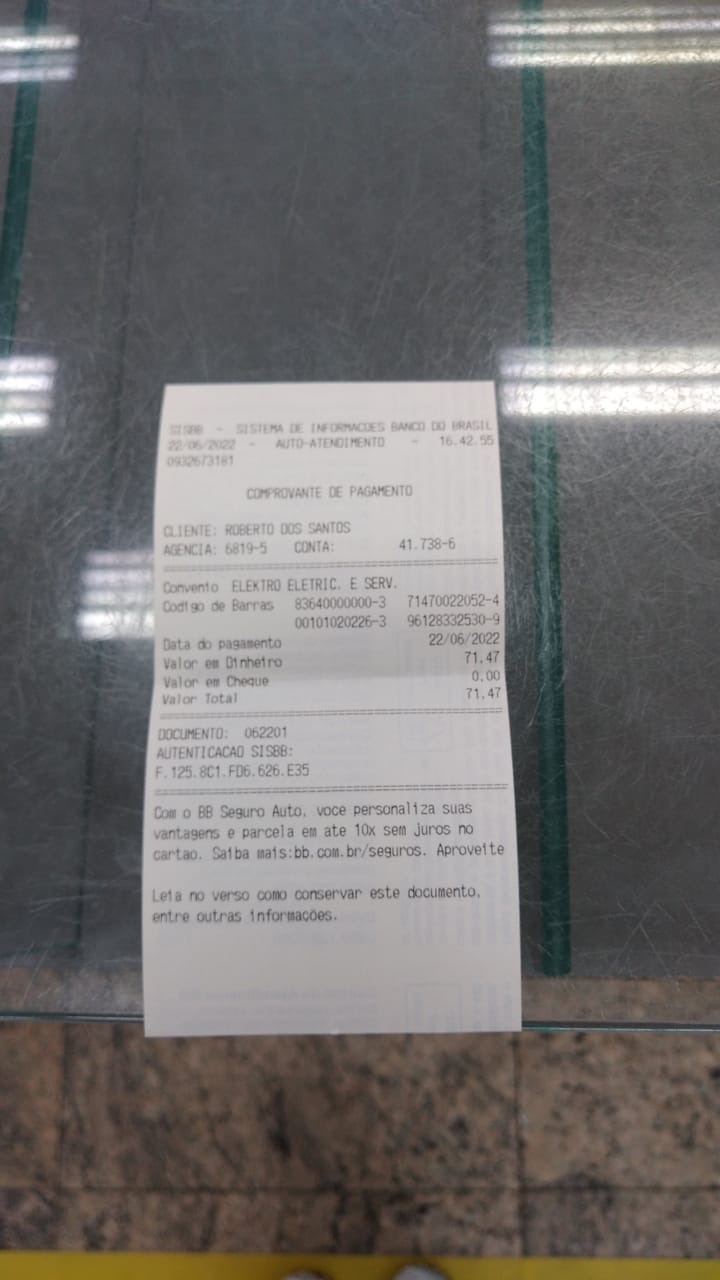 SISBB - SISTEMA DE INFORMACOES BANCO DO BRASIL
22/06/2022 - AUTO-ATENDIMENTO - 16.42.55
0932673181
COMPROVANTE DE PAGAMENTO
CLIENTE: ROBERTO DOS SANTOS
AGENCIA: 6819-5 CONTA: 41.738-6
================================================
Convenio ELEKTRO ELETRIC. E SERV.
Codigo de Barras 83640000000-3 71470022052-4
00101020226-3 96128332530-9
Data do pagamento 22/06/2022
Valor em Dinheiro 71,47
Valor em Cheque 0,00
Valor Total 71,47
================================================
DOCUMENTO: 062201
AUTENTICACAO SISBB:
F.125.8C1.FD6.626.E35
================================================
Com o BB Seguro Auto, voce personaliza suas
vantagens e parcela em ate 10x sem juros no
cartao. Saiba mais:bb.com.br/seguros. Aproveite
Leia no verso como conservar este documento,
entre outras informações.